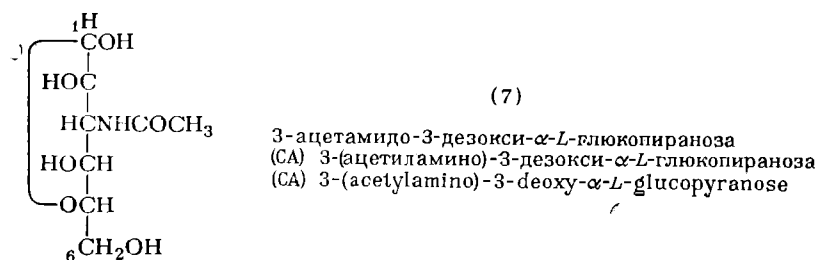 1H
COH
HOC
HCNHCOCH3
HOCH
OCH
6CH2OH
(7)
3-ацетамидо-3-дезокси-α-L-глюкопираноза
(CA) 3-(ацетиламино)-3-дезокси-α-L-глюкопираноза
(CA) 3-(acetylamino)-3-deoxy-α-L-glucopyranose